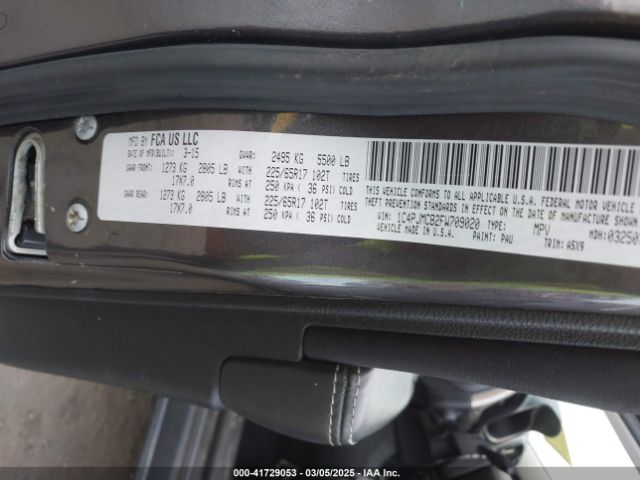 MFD BY FCA US LLC
DATE OF MFR(BUILT): 3-15 GVWR: 2495 KG 5500 LB
GAWR FRONT: 1273 KG 2805 LB WITH 225/65R17 102T TIRES
17X7.0 RIMS AT 250 KPA ( 36 PSI) COLD
GAWR REAR: 1273 KG 2805 LB WITH 225/65R17 102T TIRES
17X7.0 RIMS AT 250 KPA ( 36 PSI) COLD
THIS VEHICLE CONFORMS TO ALL APPLICABLE U.S.A. FEDERAL MOTOR VEHICLE
THEFT PREVENTION STANDARDS IN EFFECT ON THE DATE OF MANUFACTURE SHOWN
VIN: 1C4PJMCB2FW709020 TYPE: MPV MDH: 03250
VEHICLE MADE IN U.S.A. PAINT: PAU TRIM: A5X9
000-41729053 — 03/05/2025 — IAA Inc.